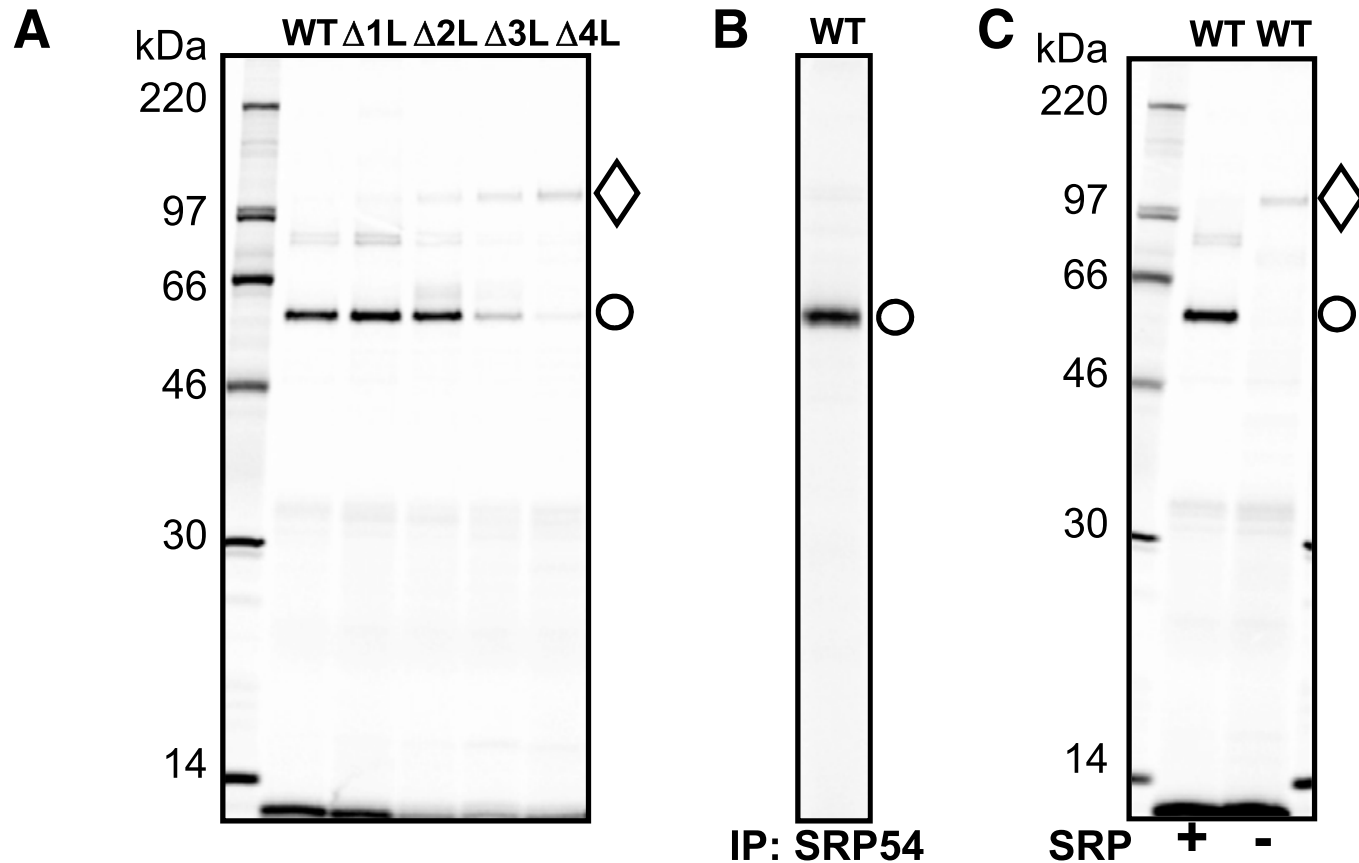 A
kDa
WT Δ1L Δ2L Δ3L Δ4L
220
97
66
46
30
14
B
WT
IP: SRP54
C
kDa
WT WT
220
97
66
46
30
14
SRP + -